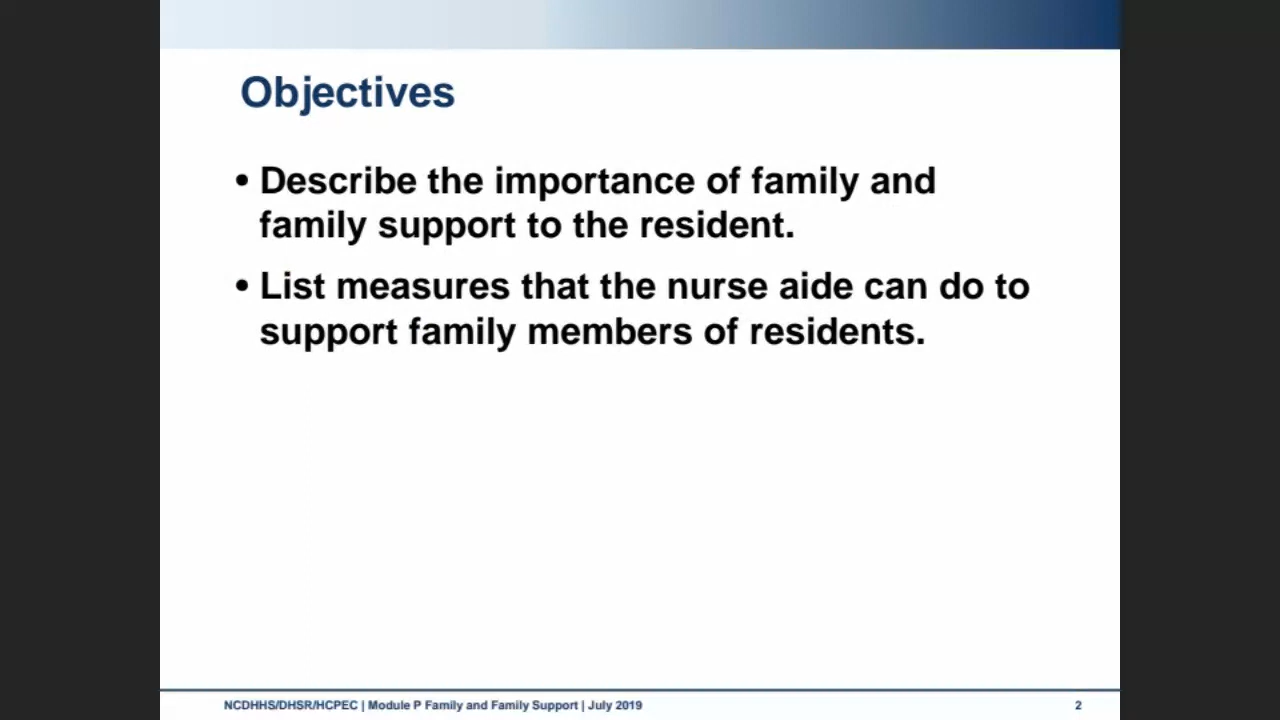 Objectives
• Describe the importance of family and
family support to the resident.
• List measures that the nurse aide can do to
support family members of residents.
NCDHHS/DHSR/HCPEC | Module P Family and Family Support | July 2019
2